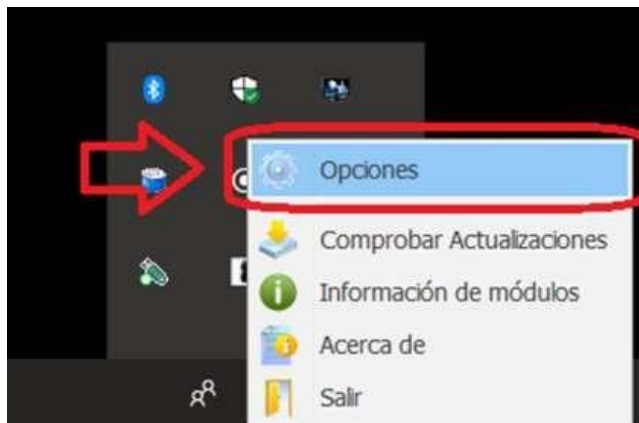 Opciones
Comprobar Actualizaciones
Información de módulos
Acerca de
Salir